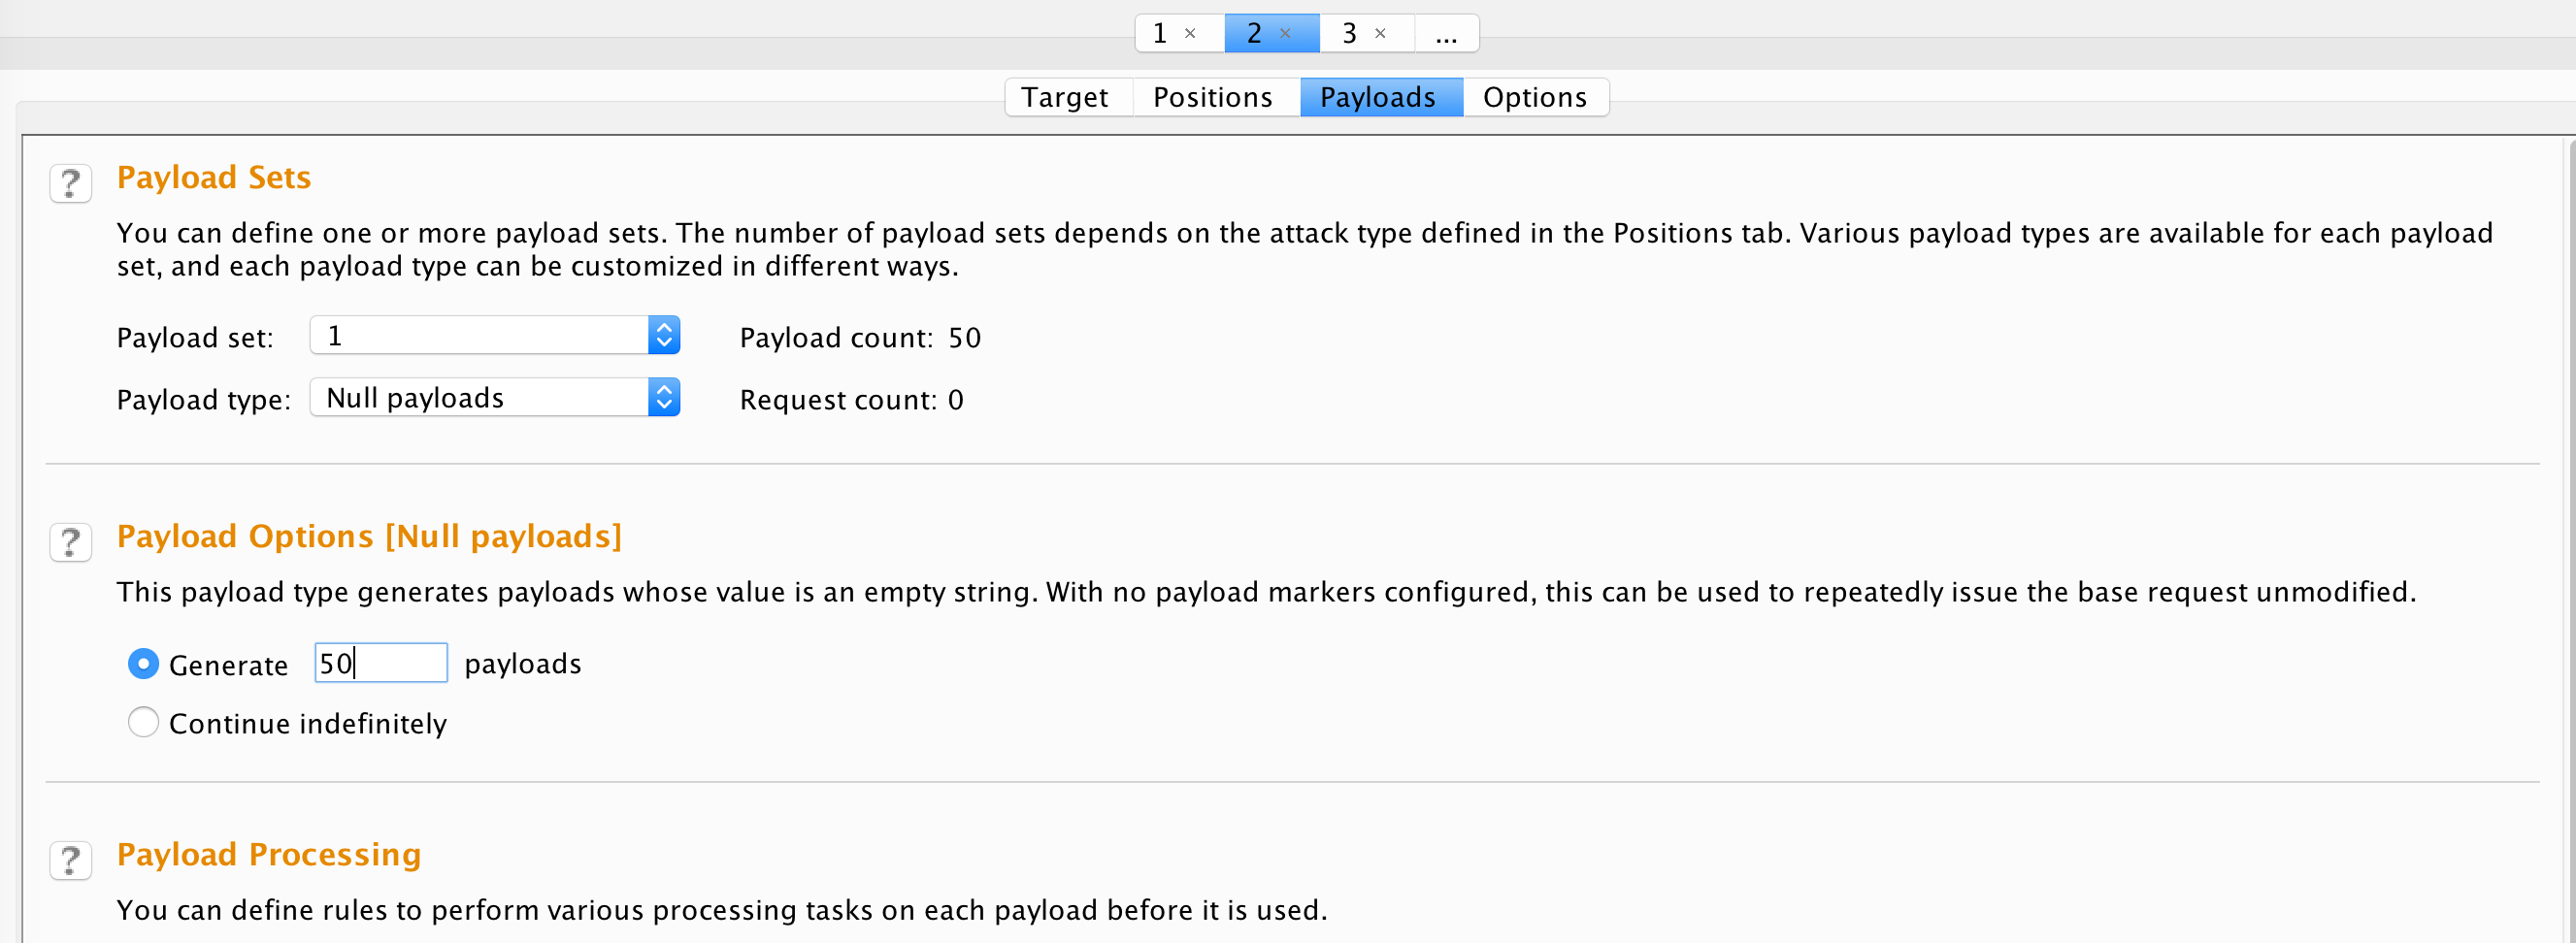 1 × 2 × 3 × ...
Target Positions Payloads Options
? Payload Sets
You can define one or more payload sets. The number of payload sets depends on the attack type defined in the Positions tab. Various payload types are available for each payload
set, and each payload type can be customized in different ways.
Payload set: 1 Payload count: 50
Payload type: Null payloads Request count: 0
? Payload Options [Null payloads]
This payload type generates payloads whose value is an empty string. With no payload markers configured, this can be used to repeatedly issue the base request unmodified.
Generate 50 payloads
Continue indefinitely
? Payload Processing
You can define rules to perform various processing tasks on each payload before it is used.